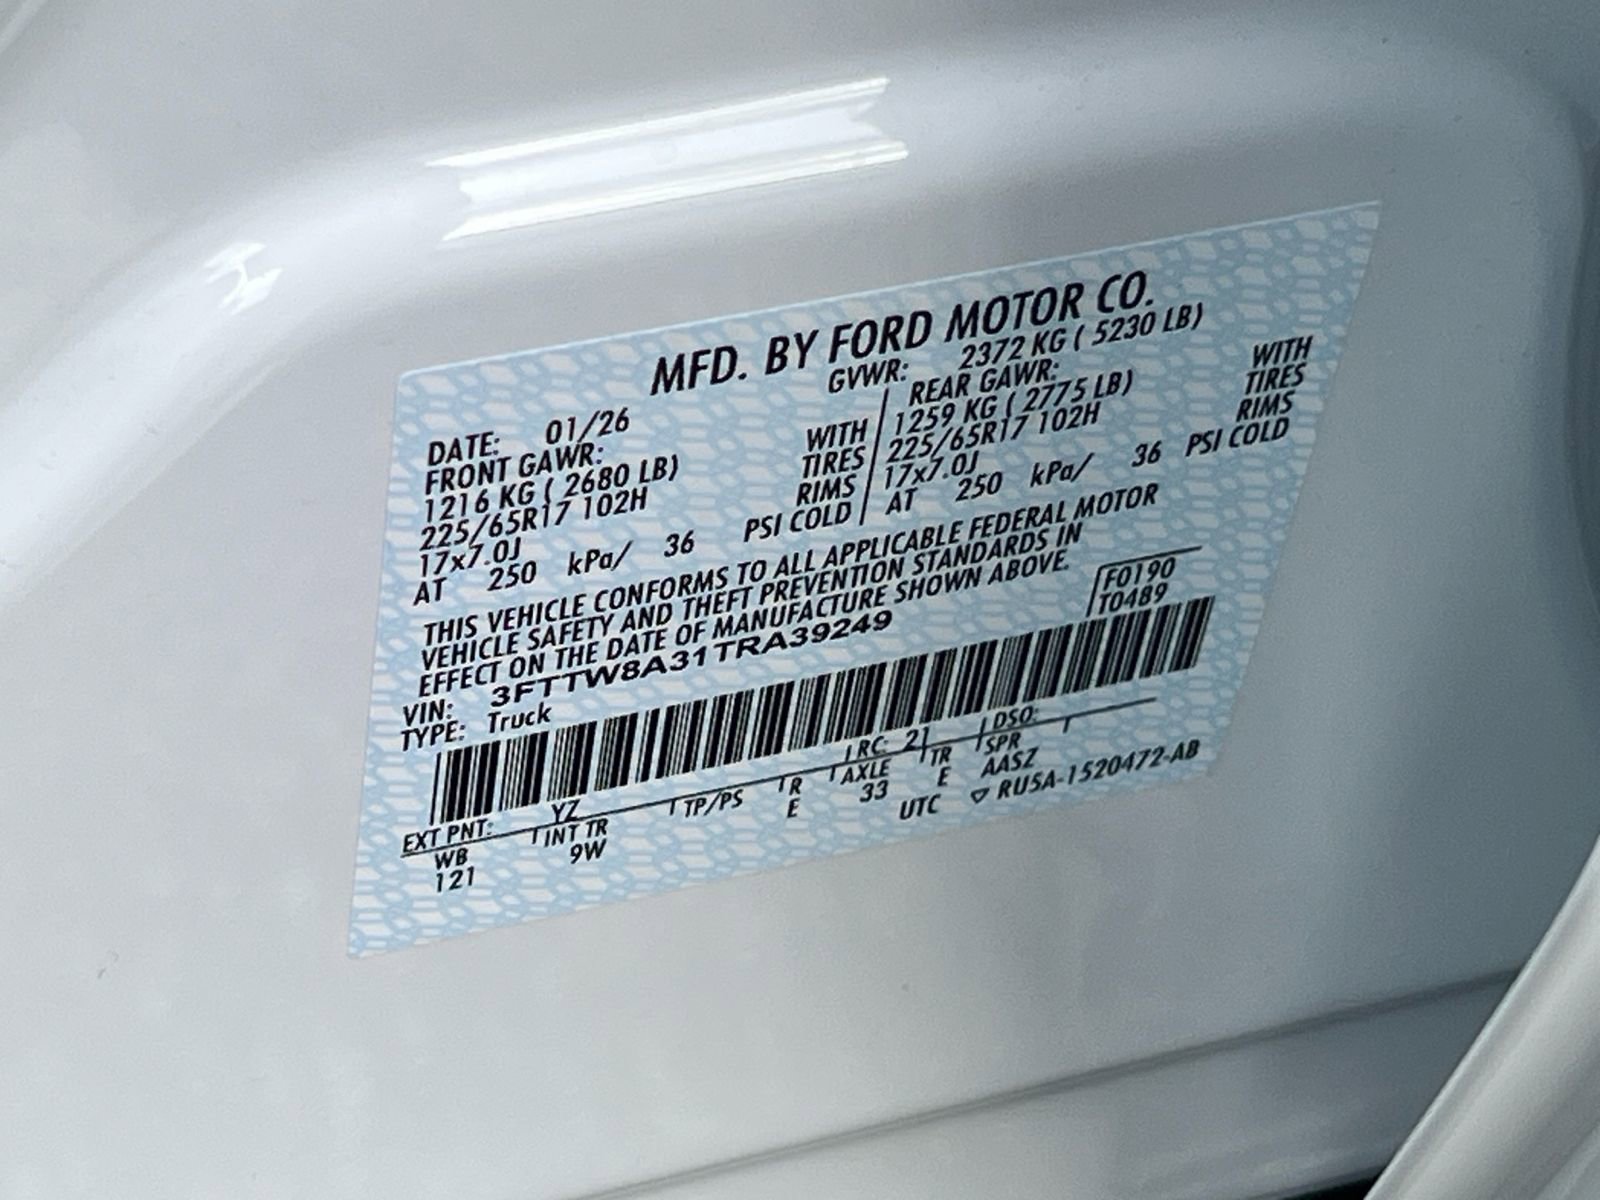 MFD. BY FORD MOTOR CO.
DATE: 01/26 GVWR: 2372 KG ( 5230 LB)
FRONT GAWR: REAR GAWR:
1216 KG ( 2680 LB) WITH 1259 KG ( 2775 LB) WITH
225/65R17 102H TIRES 225/65R17 102H TIRES
17x7.0J RIMS 17x7.0J RIMS
AT 250 kPa/ 36 PSI COLD AT 250 kPa/ 36 PSI COLD
THIS VEHICLE CONFORMS TO ALL APPLICABLE FEDERAL MOTOR
VEHICLE SAFETY AND THEFT PREVENTION STANDARDS IN
EFFECT ON THE DATE OF MANUFACTURE SHOWN ABOVE.
VIN: 3FTTW8A31TRA39249 F0190
TYPE: Truck T0489
EXT PNT: YZ RC: 21 DSO:
WB INT TR TP/PS R AXLE TR SPR
121 9W E 33 E AASZ
UTC ▽ RU5A-1520472-AB